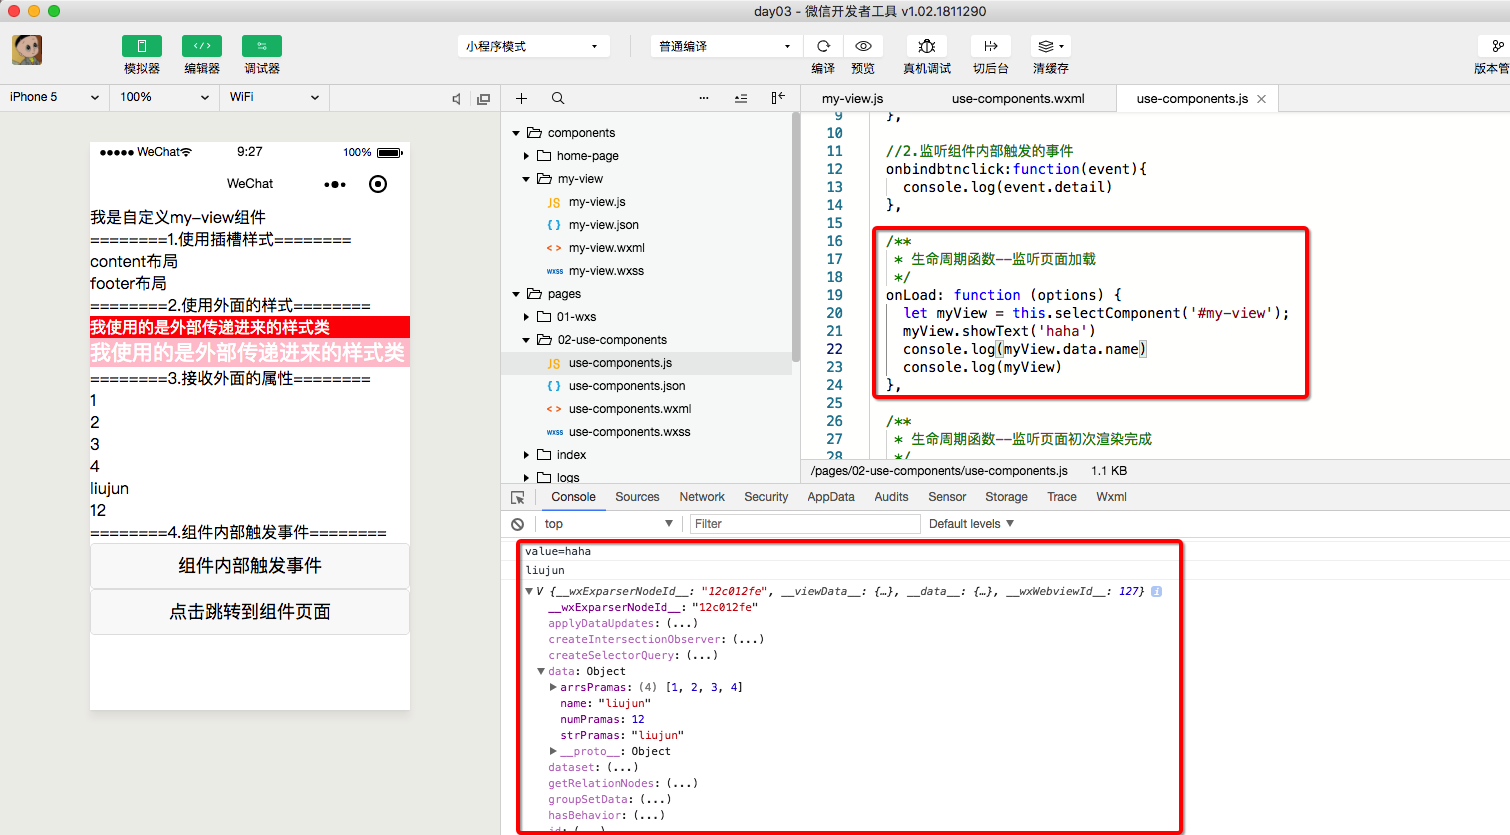 day03 - 微信开发者工具 v1.02.1811290
模拟器 编辑器 调试器
小程序模式 普通编译
编译 预览 真机调试 切后台 清缓存 版本管
iPhone 5 100% WiFi
WeChat 9:27 100%
WeChat
我是自定义my-view组件
========1.使用插槽样式========
content布局
footer布局
========2.使用外面的样式========
我使用的是外部传递进来的样式类
我使用的是外部传递进来的样式类
========3.接收外面的属性========
1
2
3
4
liujun
12
========4.组件内部触发事件========
组件内部触发事件
点击跳转到组件页面
components
home-page
my-view
JS my-view.js
{ } my-view.json
< > my-view.wxml
wxss my-view.wxss
pages
01-wxs
02-use-components
JS use-components.js
{ } use-components.json
< > use-components.wxml
wxss use-components.wxss
index
logs
my-view.js use-components.wxml use-components.js
9 },
10
11 //2.监听组件内部触发的事件
12 onbindbtnclick:function(event){
13 console.log(event.detail)
14 },
15
16 /**
17 * 生命周期函数--监听页面加载
18 */
19 onLoad: function (options) {
20 let myView = this.selectComponent('#my-view');
21 myView.showText('haha')
22 console.log(myView.data.name)
23 console.log(myView)
24 },
25
26 /**
27 * 生命周期函数--监听页面初次渲染完成
28 */
/pages/02-use-components/use-components.js 1.1 KB
Console Sources Network Security AppData Audits Sensor Storage Trace Wxml
top Filter Default levels
value=haha
liujun
V {__wxExparserNodeId__: "12c012fe", __viewData__: {…}, __data__: {…}, __wxWebviewId__: 127} i
__wxExparserNodeId__: "12c012fe"
applyDataUpdates: (...)
createIntersectionObserver: (...)
createSelectorQuery: (...)
data: Object
arrsPramas: (4) [1, 2, 3, 4]
name: "liujun"
numPramas: 12
strPramas: "liujun"
__proto__: Object
dataset: (...)
getRelationNodes: (...)
groupSetData: (...)
hasBehavior: (...)
id: (...)